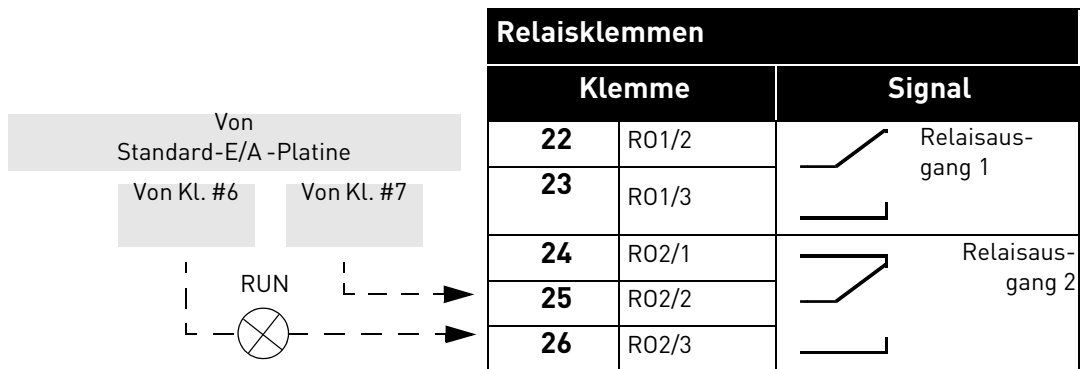 Relaisklemmen
Klemme Signal
Von
Standard-E/A -Platine
Von Kl. #6 Von Kl. #7
RUN
22 RO1/2 Relaisaus-
gang 1
23 RO1/3
24 RO2/1 Relaisaus-
gang 2
25 RO2/2
26 RO2/3